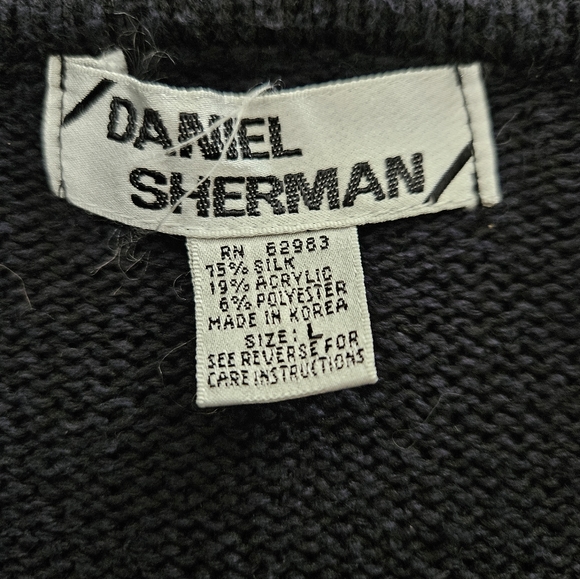 DANIEL
SHERMAN
RN 62983
75% SILK
19% ACRYLIC
6% POLYESTER
MADE IN KOREA
SIZE: L
SEE REVERSE FOR
CARE INSTRUCTIONS